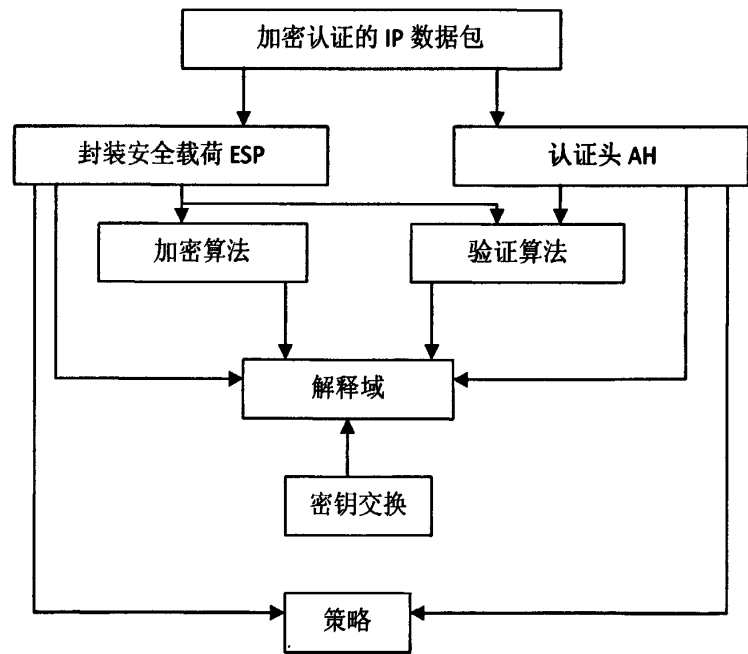 加密认证的 IP 数据包
封装安全载荷 ESP
认证头 AH
加密算法
验证算法
解释域
密钥交换
策略